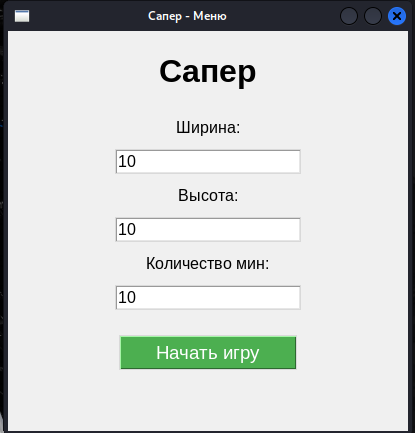 Сапер - Меню
Сапер
Ширина:
10
Высота:
10
Количество мин:
10
Начать игру